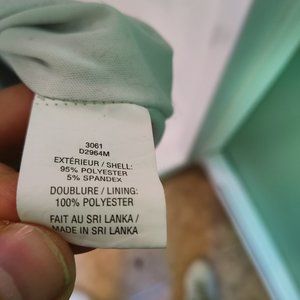 3061
D2964M
EXTÉRIEUR / SHELL:
95% POLYESTER
5% SPANDEX
DOUBLURE / LINING:
100% POLYESTER
FAIT AU SRI LANKA /
MADE IN SRI LANKA